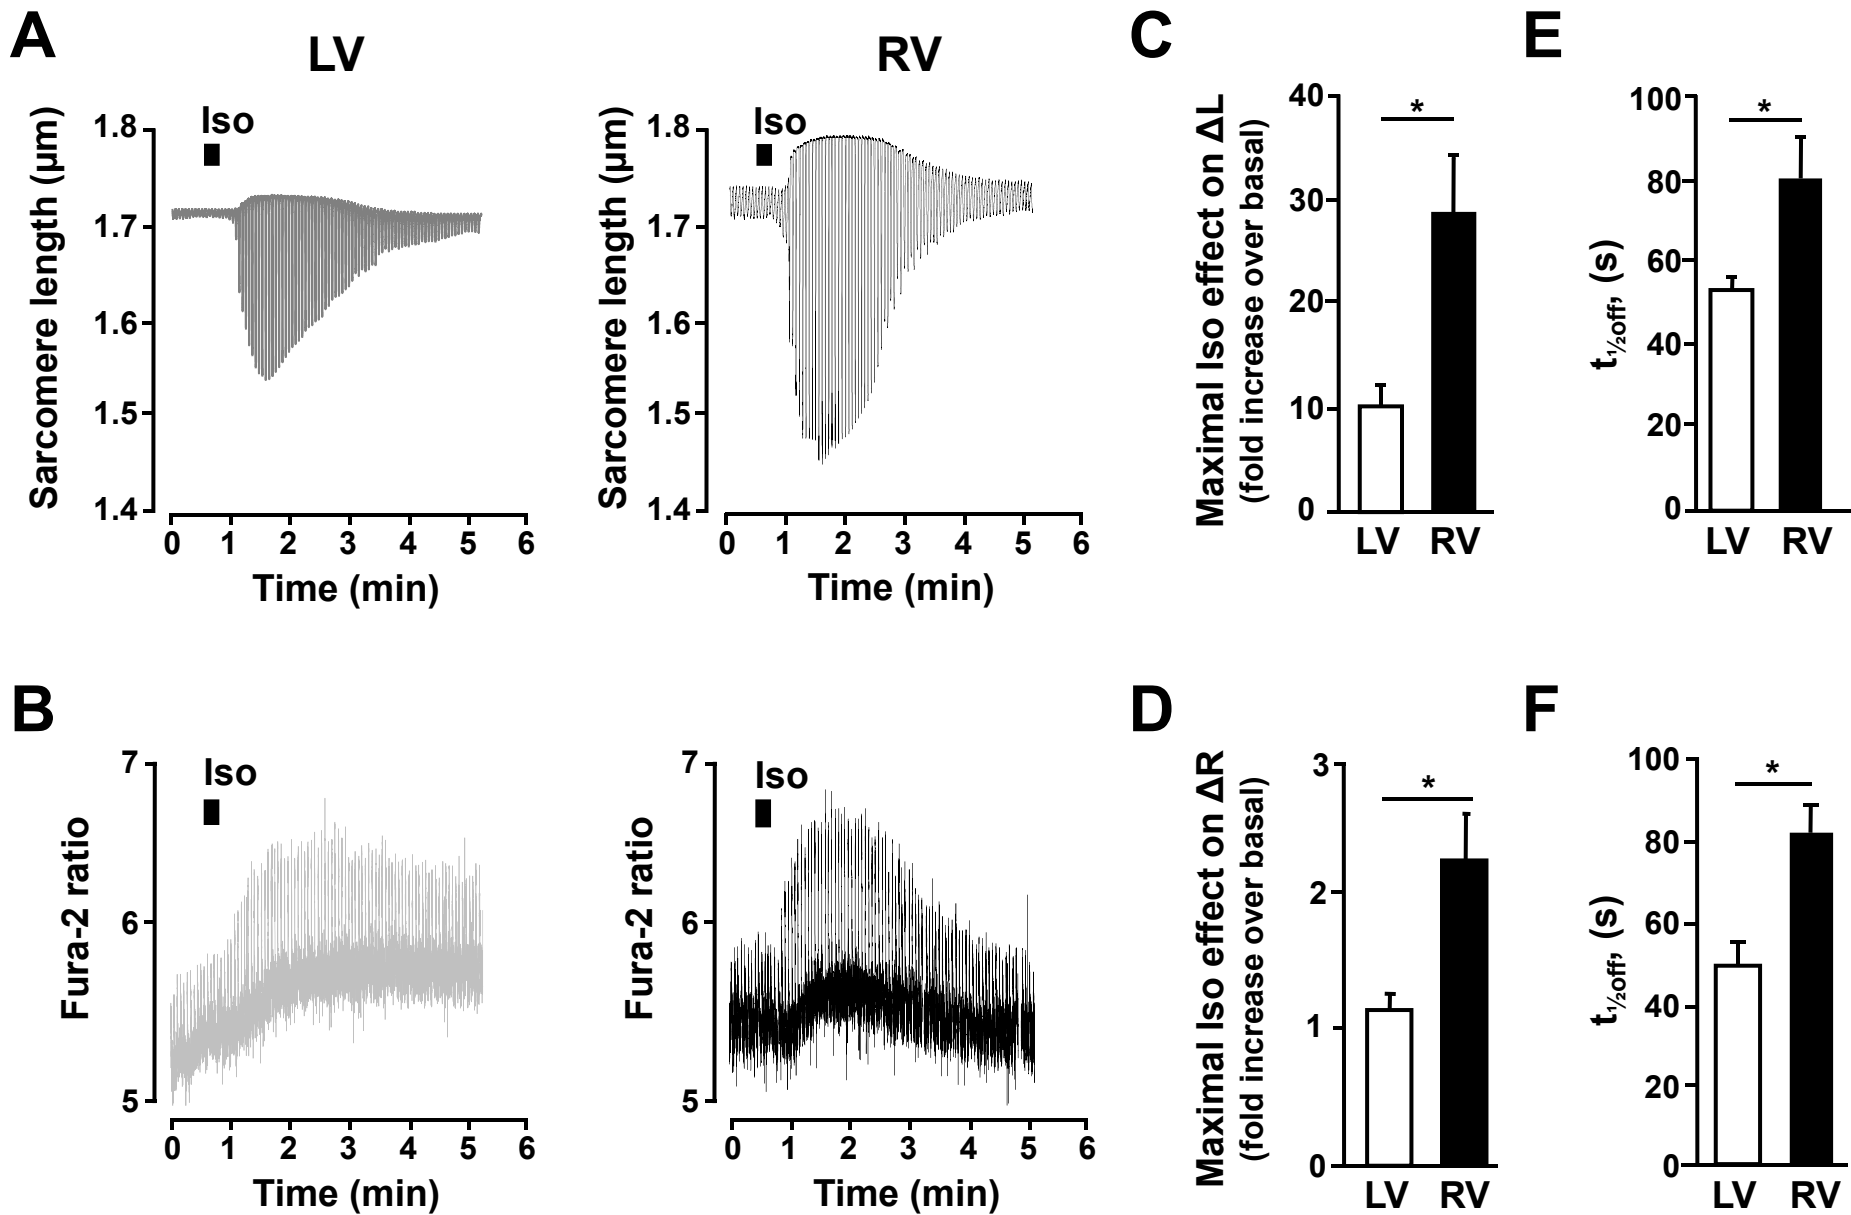 A
LV
RV
Sarcomere length (µm)
Iso
1.8
1.7
1.6
1.5
1.4
0 1 2 3 4 5 6
Time (min)
Sarcomere length (µm)
Iso
1.8
1.7
1.6
1.5
1.4
0 1 2 3 4 5 6
Time (min)
B
Fura-2 ratio
Iso
7
6
5
0 1 2 3 4 5 6
Time (min)
Fura-2 ratio
Iso
7
6
5
0 1 2 3 4 5 6
Time (min)
C
Maximal Iso effect on ΔL
(fold increase over basal)
40
30
20
10
0
*
LV RV
D
Maximal Iso effect on ΔR
(fold increase over basal)
3
2
1
0
*
LV RV
E
t½off, (s)
100
80
60
40
20
0
*
LV RV
F
t½off, (s)
100
80
60
40
20
0
*
LV RV